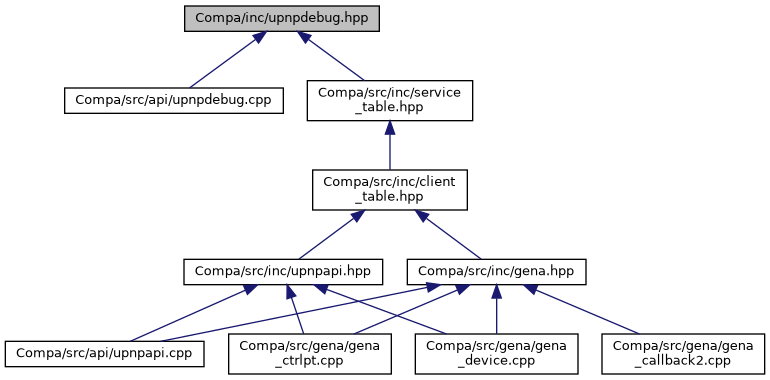 Compa/inc/upnpdebug.hpp
Compa/src/api/upnpdebug.cpp
Compa/src/inc/service
_table.hpp
Compa/src/inc/client
_table.hpp
Compa/src/inc/upnpapi.hpp
Compa/src/inc/gena.hpp
Compa/src/api/upnpapi.cpp
Compa/src/gena/gena
_ctrlpt.cpp
Compa/src/gena/gena
_device.cpp
Compa/src/gena/gena
_callback2.cpp